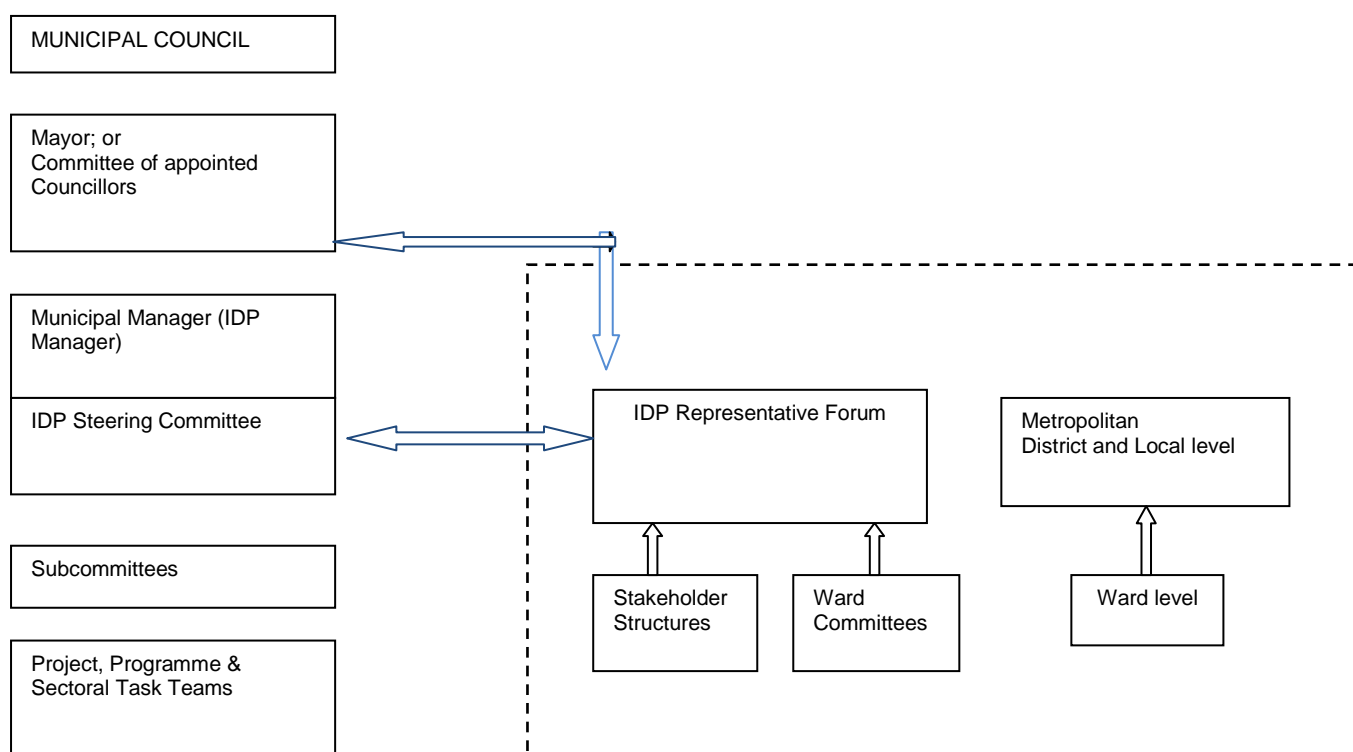 MUNICIPAL COUNCIL
Mayor; or
Committee of appointed
Councillors
Municipal Manager (IDP
Manager)
IDP Steering Committee
IDP Representative Forum
Metropolitan
District and Local level
Subcommittees
Stakeholder
Structures
Ward
Committees
Ward level
Project, Programme &
Sectoral Task Teams